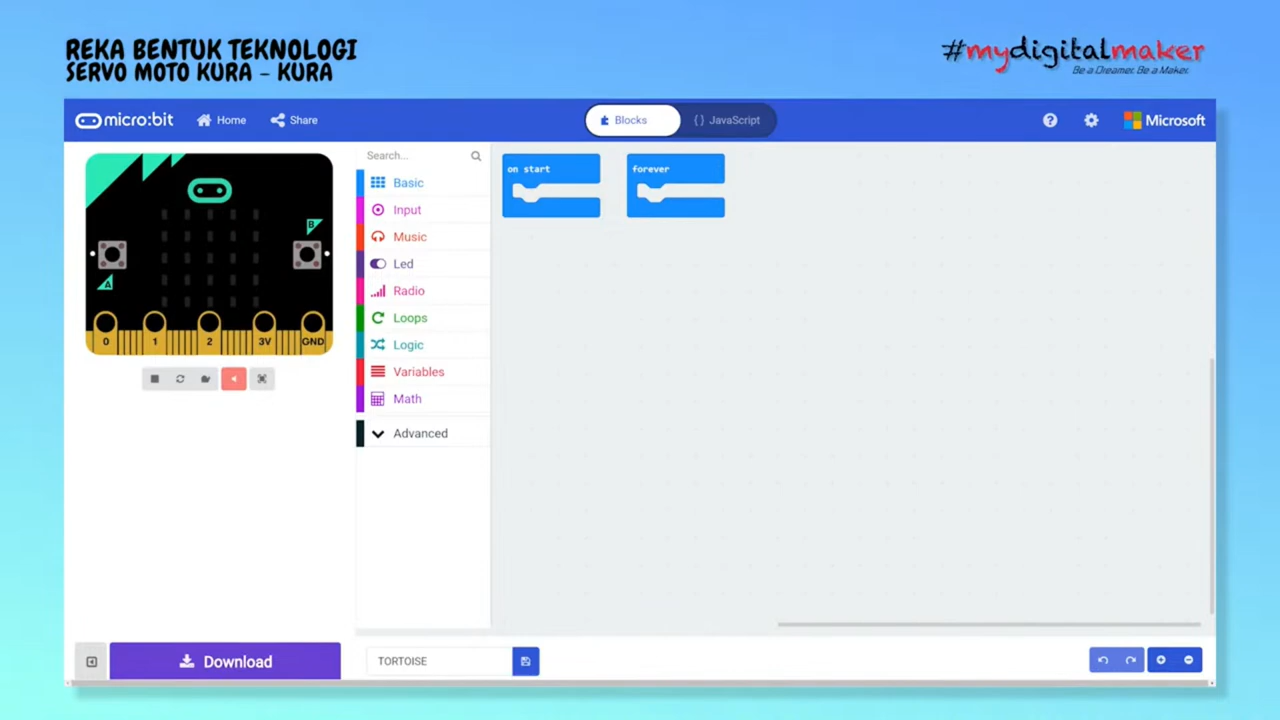 REKA BENTUK TEKNOLOGI
SERVO MOTO KURA - KURA
#mydigitalmaker
Be a Dreamer. Be a Maker.
micro:bit
Home
Share
Blocks
{ } JavaScript
?
Microsoft
Search...
Basic
Input
Music
Led
Radio
Loops
Logic
Variables
Math
Advanced
on start
forever
B
A
0 1 2 3V GND
Download
TORTOISE